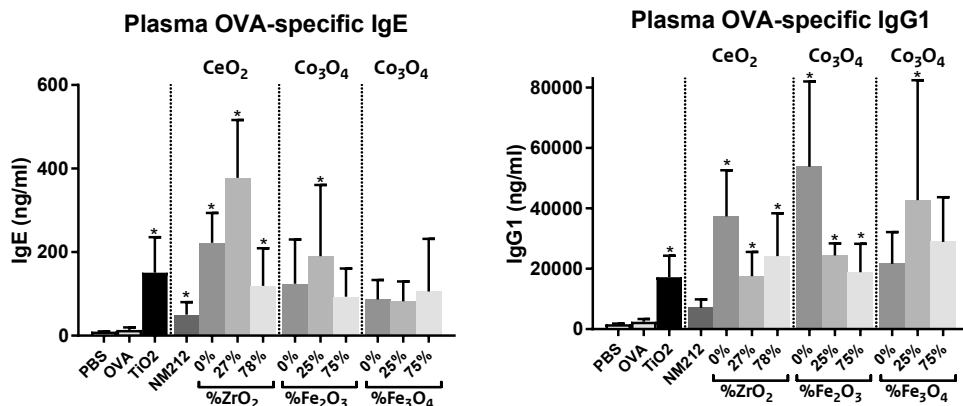 Plasma OVA-specific IgE
CeO₂ Co₃O₄ Co₃O₄
IgE (ng/ml)
600
400
200
0
* * * * * *
PBS OVA TiO2 NM212 0% 27% 78% 0% 25% 75% 0% 25% 75%
%ZrO₂ %Fe₂O₃ %Fe₃O₄
Plasma OVA-specific IgG1
CeO₂ Co₃O₄ Co₃O₄
IgG1 (ng/ml)
80000
60000
40000
20000
0
* * * * * * * *
PBS OVA TiO2 NM212 0% 27% 78% 0% 25% 75% 0% 25% 75%
%ZrO₂ %Fe₂O₃ %Fe₃O₄